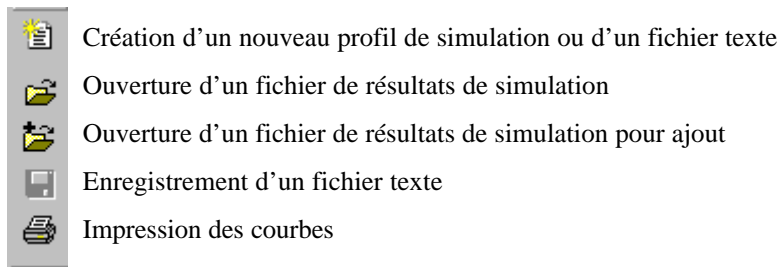 Création d'un nouveau profil de simulation ou d'un fichier texte
Ouverture d'un fichier de résultats de simulation
Ouverture d'un fichier de résultats de simulation pour ajout
Enregistrement d'un fichier texte
Impression des courbes